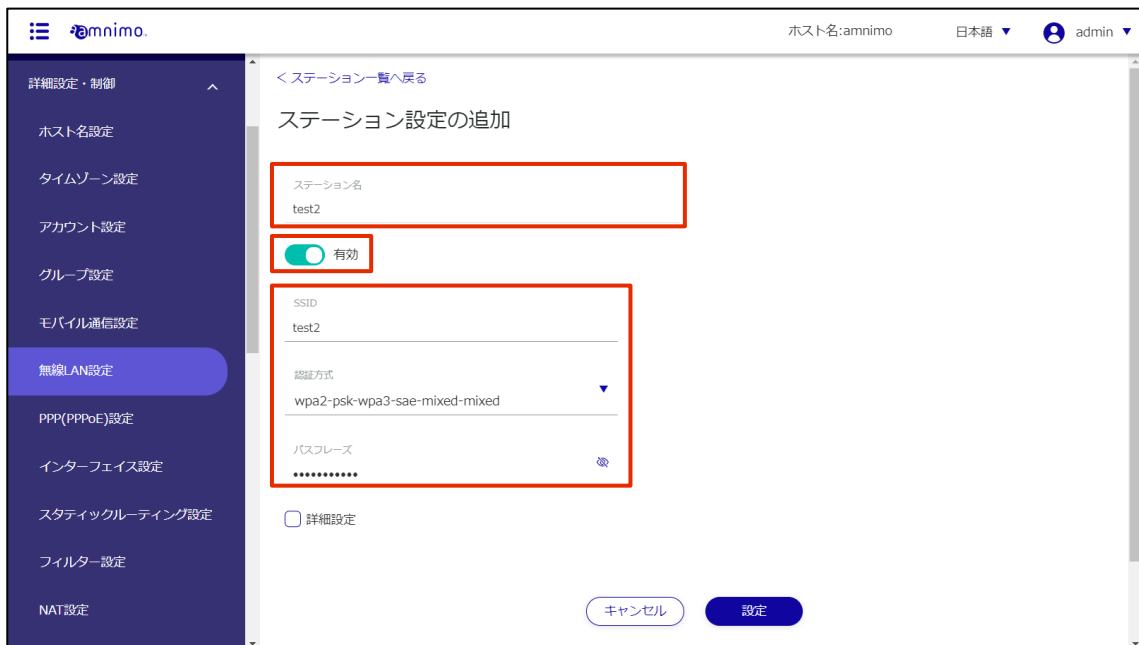 amnimo.
ホスト名:amnimo
日本語
admin
詳細設定・制御
ホスト名設定
タイムゾーン設定
アカウント設定
グループ設定
モバイル通信設定
無線LAN設定
PPP(PPPoE)設定
インターフェイス設定
スタティックルーティング設定
フィルター設定
NAT設定
< ステーション一覧へ戻る
ステーション設定の追加
ステーション名
test2
有効
SSID
test2
認証方式
wpa2-psk-wpa3-sae-mixed-mixed
パスフレーズ
•••••••••••
詳細設定
キャンセル
設定